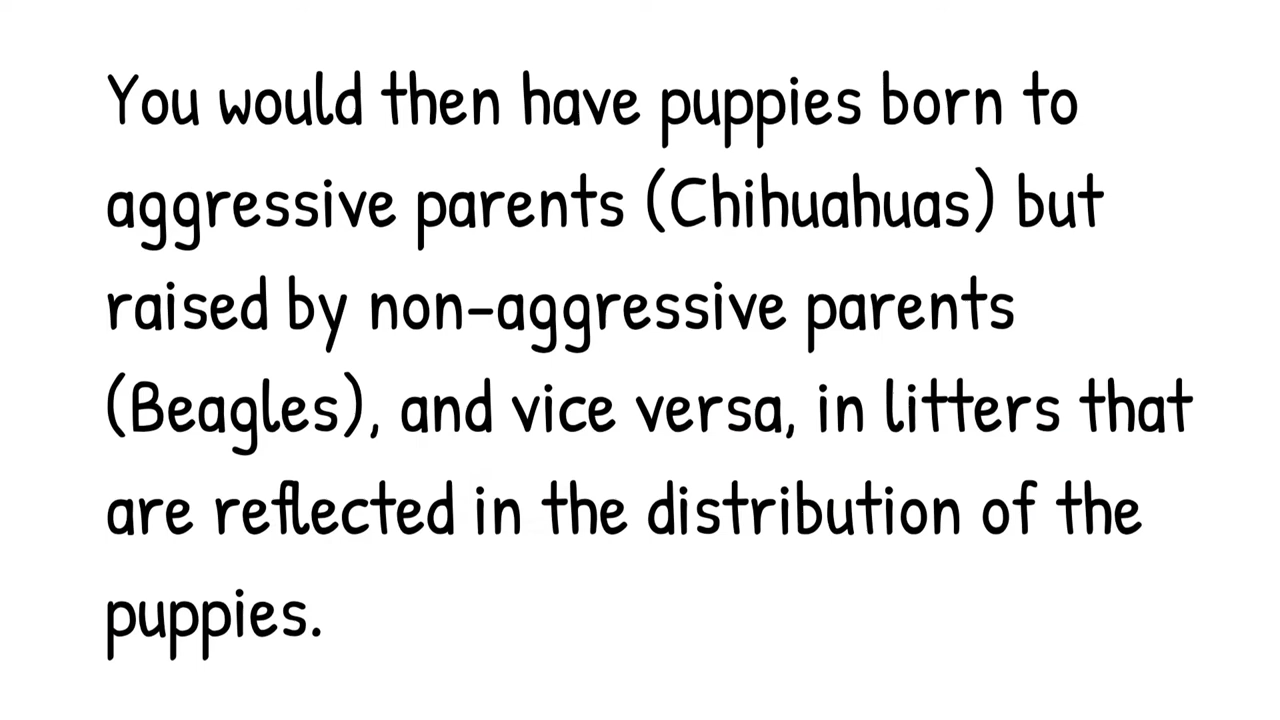 You would then have puppies born to
aggressive parents (Chihuahuas) but
raised by non-aggressive parents
(Beagles), and vice versa, in litters that
are reflected in the distribution of the
puppies.